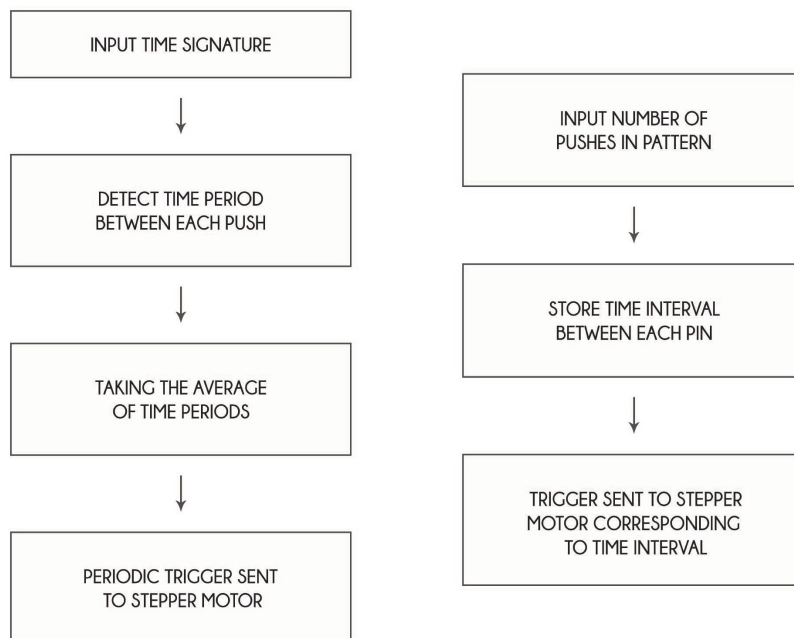 INPUT TIME SIGNATURE
DETECT TIME PERIOD
BETWEEN EACH PUSH
TAKING THE AVERAGE
OF TIME PERIODS
PERIODIC TRIGGER SENT
TO STEPPER MOTOR
INPUT NUMBER OF
PUSHES IN PATTERN
STORE TIME INTERVAL
BETWEEN EACH PIN
TRIGGER SENT TO STEPPER
MOTOR CORRESPONDING
TO TIME INTERVAL